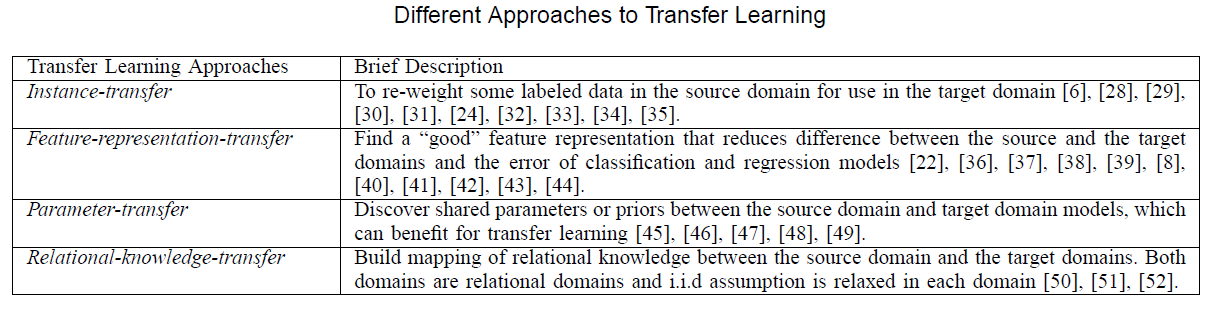 Different Approaches to Transfer Learning
Transfer Learning Approaches
Brief Description
Instance-transfer
To re-weight some labeled data in the source domain for use in the target domain [6], [28], [29],
[30], [31], [24], [32], [33], [34], [35].
Feature-representation-transfer
Find a “good” feature representation that reduces difference between the source and the target
domains and the error of classification and regression models [22], [36], [37], [38], [39], [8],
[40], [41], [42], [43], [44].
Parameter-transfer
Discover shared parameters or priors between the source domain and target domain models, which
can benefit for transfer learning [45], [46], [47], [48], [49].
Relational-knowledge-transfer
Build mapping of relational knowledge between the source domain and the target domains. Both
domains are relational domains and i.i.d assumption is relaxed in each domain [50], [51], [52].